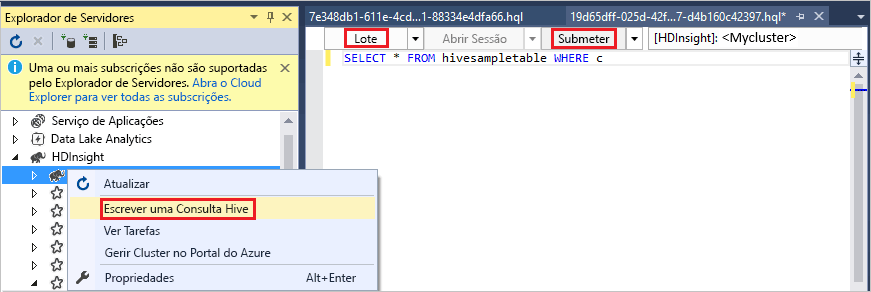 Explorador de Servidores
Uma ou mais subscrições não são suportadas
pelo Explorador de Servidores. Abra o Cloud
Explorer para ver todas as subscrições.
Serviço de Aplicações
Data Lake Analytics
HDInsight
Atualizar
Escrever uma Consulta Hive
Ver Tarefas
Gerir Cluster no Portal do Azure
Propriedades Alt+Enter
7e348db1-611e-4cd...1-88334e4dfa66.hql 19d65dff-025d-42f...7-d4b160c42397.hql*
Lote Abrir Sessão Submeter [HDInsight]: <Mycluster>
SELECT * FROM hivesampletable WHERE c